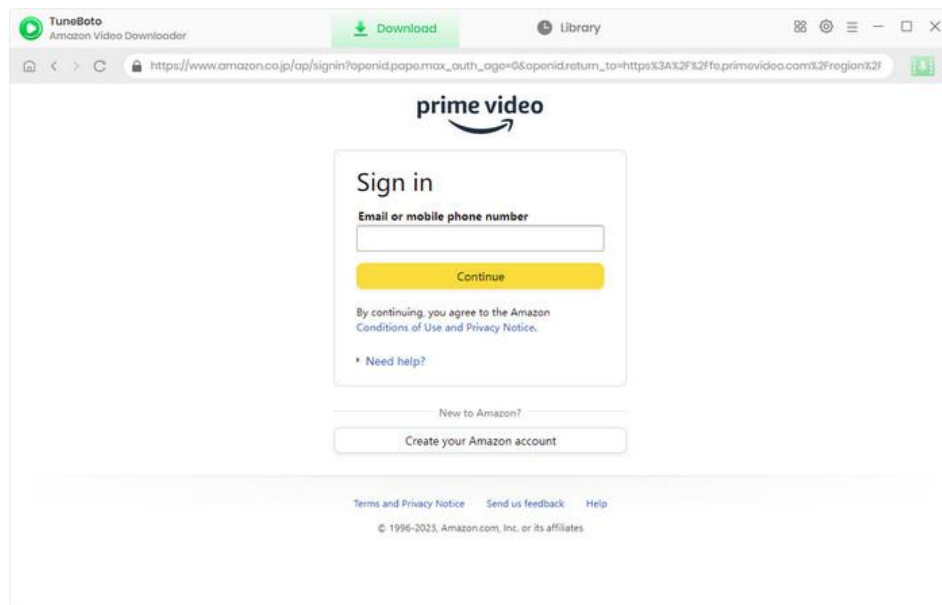 TuneBoto
Amazon Video Downloader
Download
Library
https://www.amazon.co.jp/ap/signin?openid.pape.max_auth_age=0&openid.return_to=https%3A%2F%2Ffe.primevideo.com%2Fregion%2F
prime video
Sign in
Email or mobile phone number
Continue
By continuing, you agree to the Amazon
Conditions of Use and Privacy Notice.
Need help?
New to Amazon?
Create your Amazon account
Terms and Privacy Notice Send us feedback Help
© 1996-2023, Amazon.com, Inc. or its affiliates